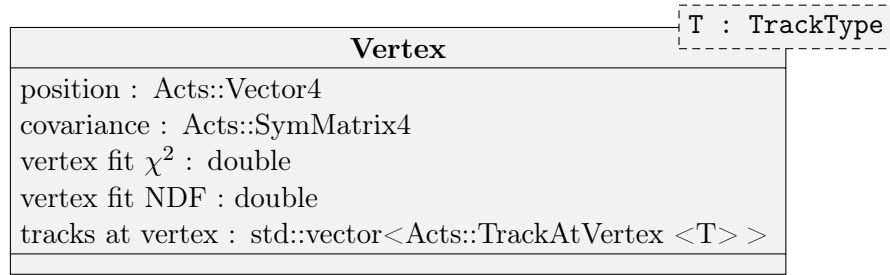 T : TrackType
Vertex
position : Acts::Vector4
covariance : Acts::SymMatrix4
vertex fit χ² : double
vertex fit NDF : double
tracks at vertex : std::vector<Acts::TrackAtVertex <T> >